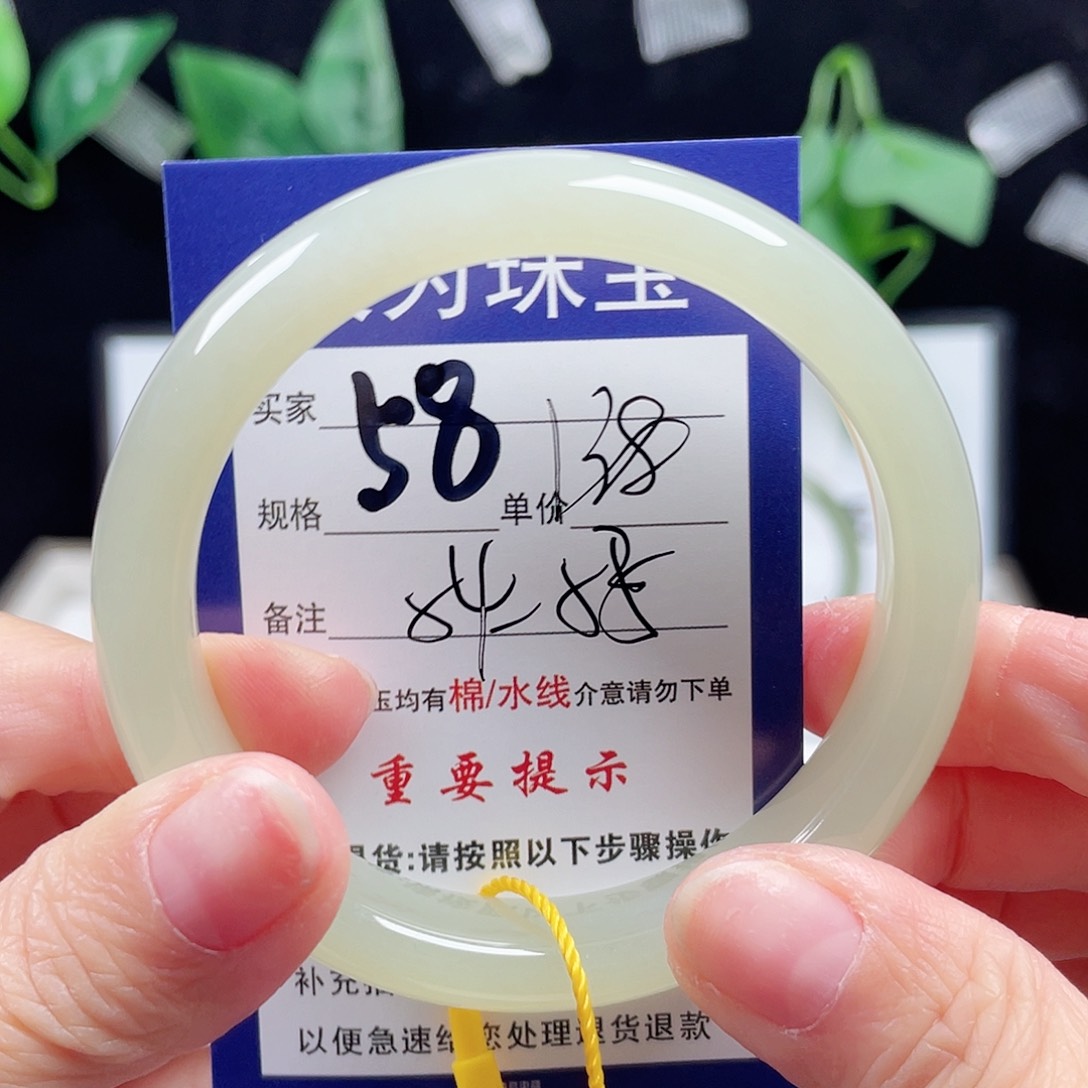 为珠宝
买家 58
规格 单价 138
备注
玉均有棉/水线介意请勿下单
重要提示
退货:请按照以下步骤操作
补充
以便急速给您处理退货退款